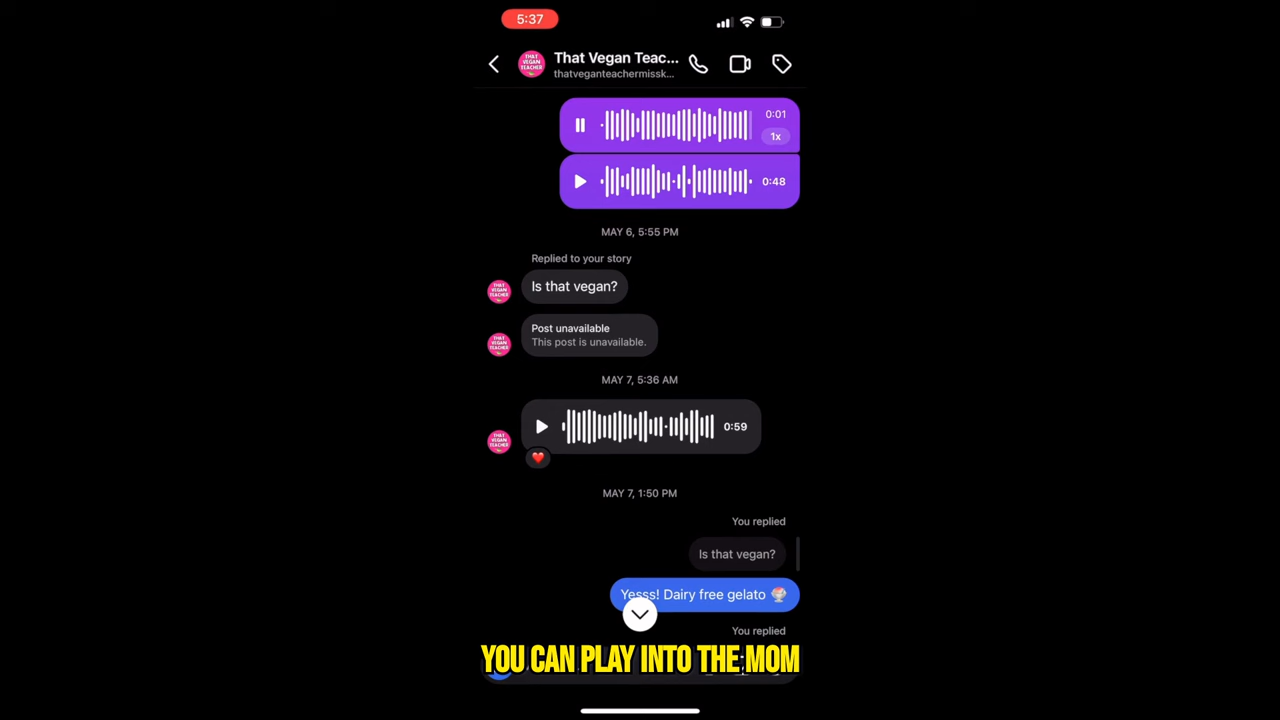 5:37
That Vegan Teac...
thatveganteachermissk...
0:01
1x
0:48
MAY 6, 5:55 PM
Replied to your story
Is that vegan?
Post unavailable
This post is unavailable.
MAY 7, 5:36 AM
0:59
MAY 7, 1:50 PM
You replied
Is that vegan?
Yesss! Dairy free gelato 🍧
You replied
YOU CAN PLAY INTO THE MOM
THAT
VEGAN
TEACHER